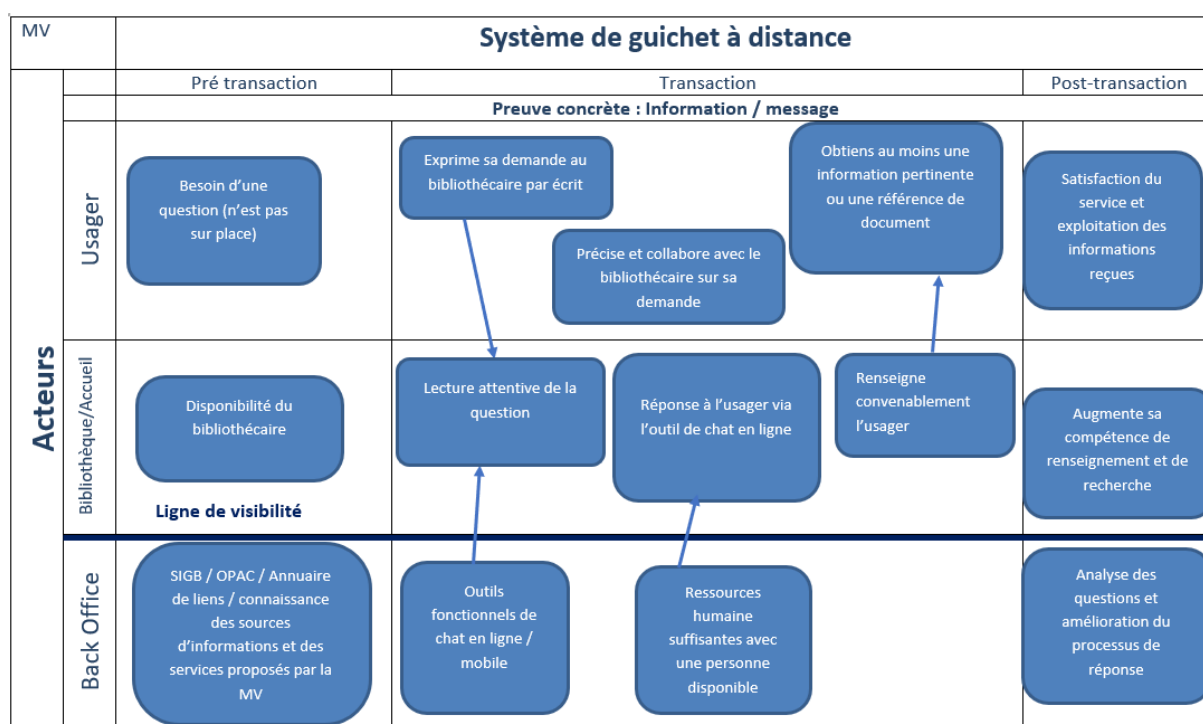 MV
Système de guichet à distance
Pré transaction
Transaction
Post-transaction
Preuve concrète : Information / message
Acteurs
Usager
Besoin d'une
question (n'est pas
sur place)
Exprime sa demande au
bibliothécaire par écrit
Précise et collabore avec le
bibliothécaire sur sa
demande
Obtiens au moins une
information pertinente
ou une référence de
document
Satisfaction du
service et
exploitation des
informations
reçues
Bibliothèque/Accueil
Disponibilité du
bibliothécaire
Lecture attentive de la
question
Réponse à l'usager via
l'outil de chat en ligne
Renseigne
convenablement
l'usager
Augmente sa
compétence de
renseignement et de
recherche
Ligne de visibilité
Back Office
SIGB / OPAC / Annuaire
de liens / connaissance
des sources
d'informations et des
services proposés par la
MV
Outils
fonctionnels de
chat en ligne /
mobile
Ressources
humaine
suffisantes avec
une personne
disponible
Analyse des
questions et
amélioration du
processus de
réponse